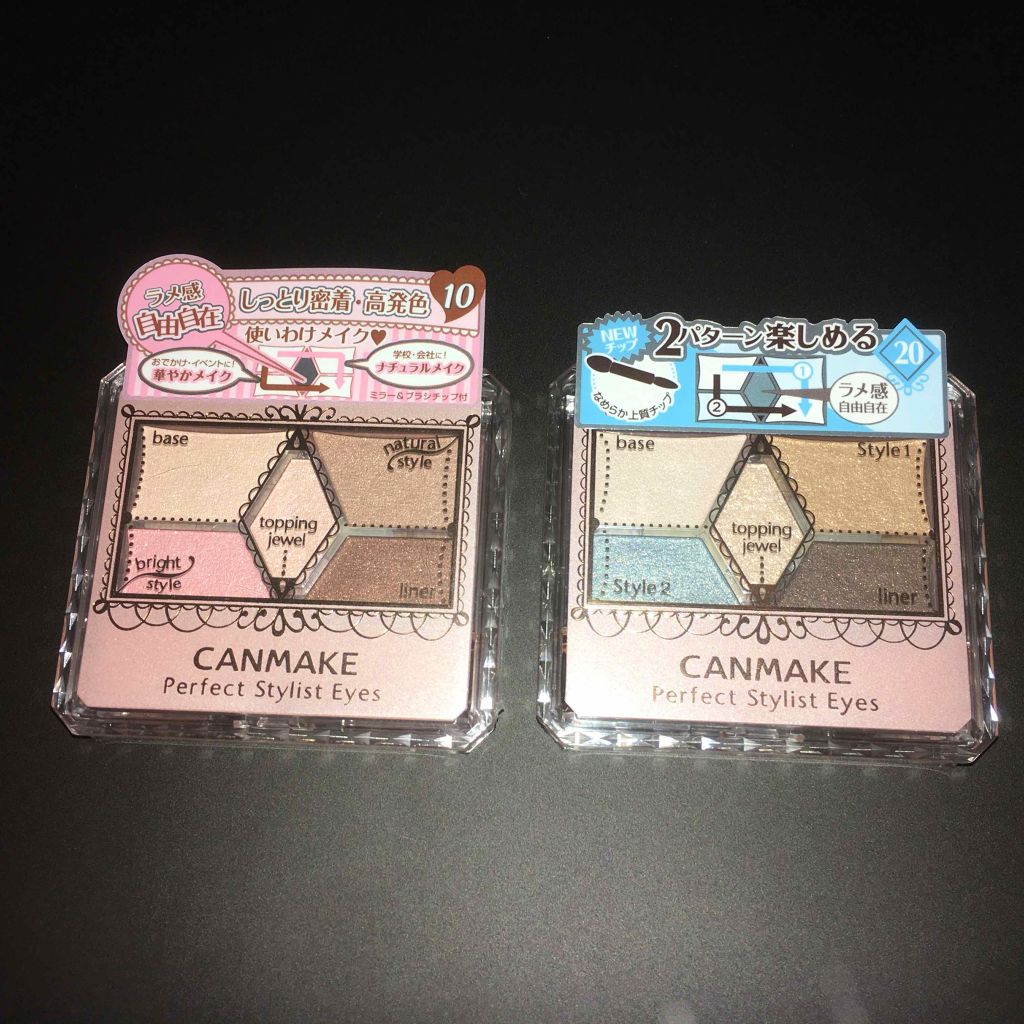 ラメ感
自由自在
しっとり密着・高発色
10
使いわけメイク♥
おでかけ・イベントに!
華やかメイク
学校・会社に!
ナチュラルメイク
ミラー&ブラシチップ付
base
natural
style
topping
jewel
bright
style
liner
CANMAKE
Perfect Stylist Eyes
NEW
チップ
2パターン楽しめる
20
なめらか上質チップ
1
2
ラメ感
自由自在
base
Style1
topping
jewel
Style2
liner
CANMAKE
Perfect Stylist Eyes